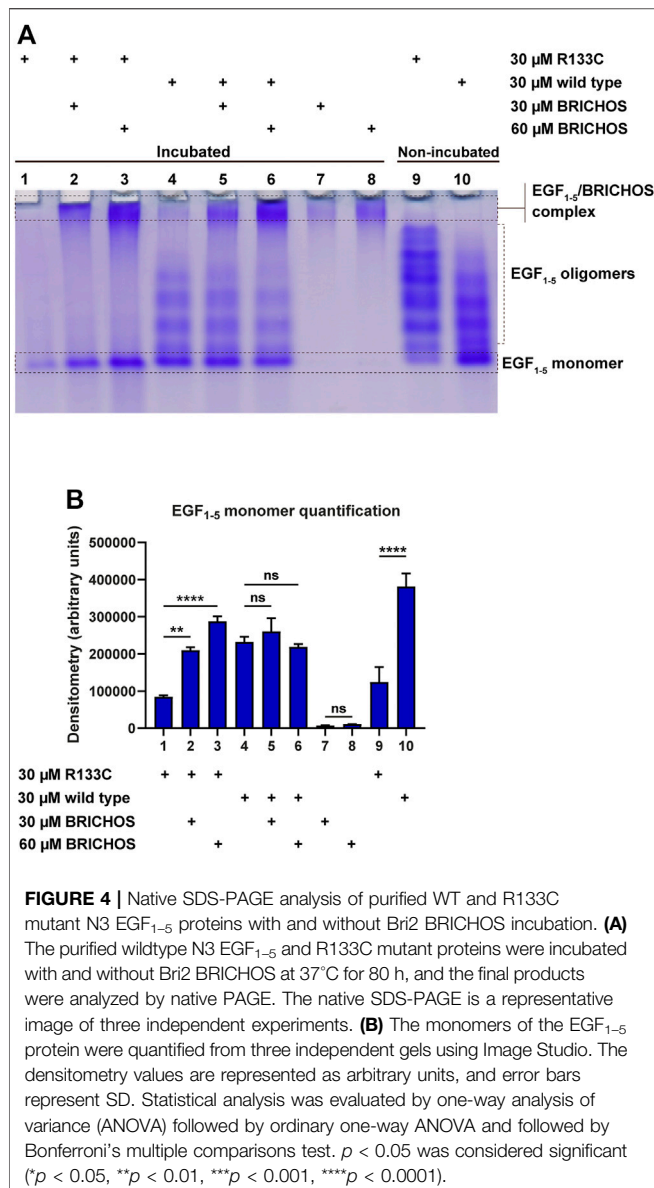 A
+ + + + 30 µM R133C
+ + + + 30 µM wild type
+ + + 30 µM BRICHOS
+ + + 60 µM BRICHOS
Incubated Non-incubated
1 2 3 4 5 6 7 8 9 10
EGF₁₋₅/BRICHOS
complex
EGF₁₋₅ oligomers
EGF₁₋₅ monomer
B
EGF₁₋₅ monomer quantification
Densitometry (arbitrary units)
500000
400000
300000
200000
100000
0
**
****
ns
ns
ns
****
1 2 3 4 5 6 7 8 9 10
30 µM R133C + + + +
30 µM wild type + + + +
30 µM BRICHOS + + +
60 µM BRICHOS + + +
FIGURE 4 | Native SDS-PAGE analysis of purified WT and R133C
mutant N3 EGF₁₋₅ proteins with and without Bri2 BRICHOS incubation. (A)
The purified wildtype N3 EGF₁₋₅ and R133C mutant proteins were incubated
with and without Bri2 BRICHOS at 37°C for 80 h, and the final products
were analyzed by native PAGE. The native SDS-PAGE is a representative
image of three independent experiments. (B) The monomers of the EGF₁₋₅
protein were quantified from three independent gels using Image Studio. The
densitometry values are represented as arbitrary units, and error bars
represent SD. Statistical analysis was evaluated by one-way analysis of
variance (ANOVA) followed by ordinary one-way ANOVA and followed by
Bonferroni's multiple comparisons test. p < 0.05 was considered significant
(*p < 0.05, **p < 0.01, ***p < 0.001, ****p < 0.0001).